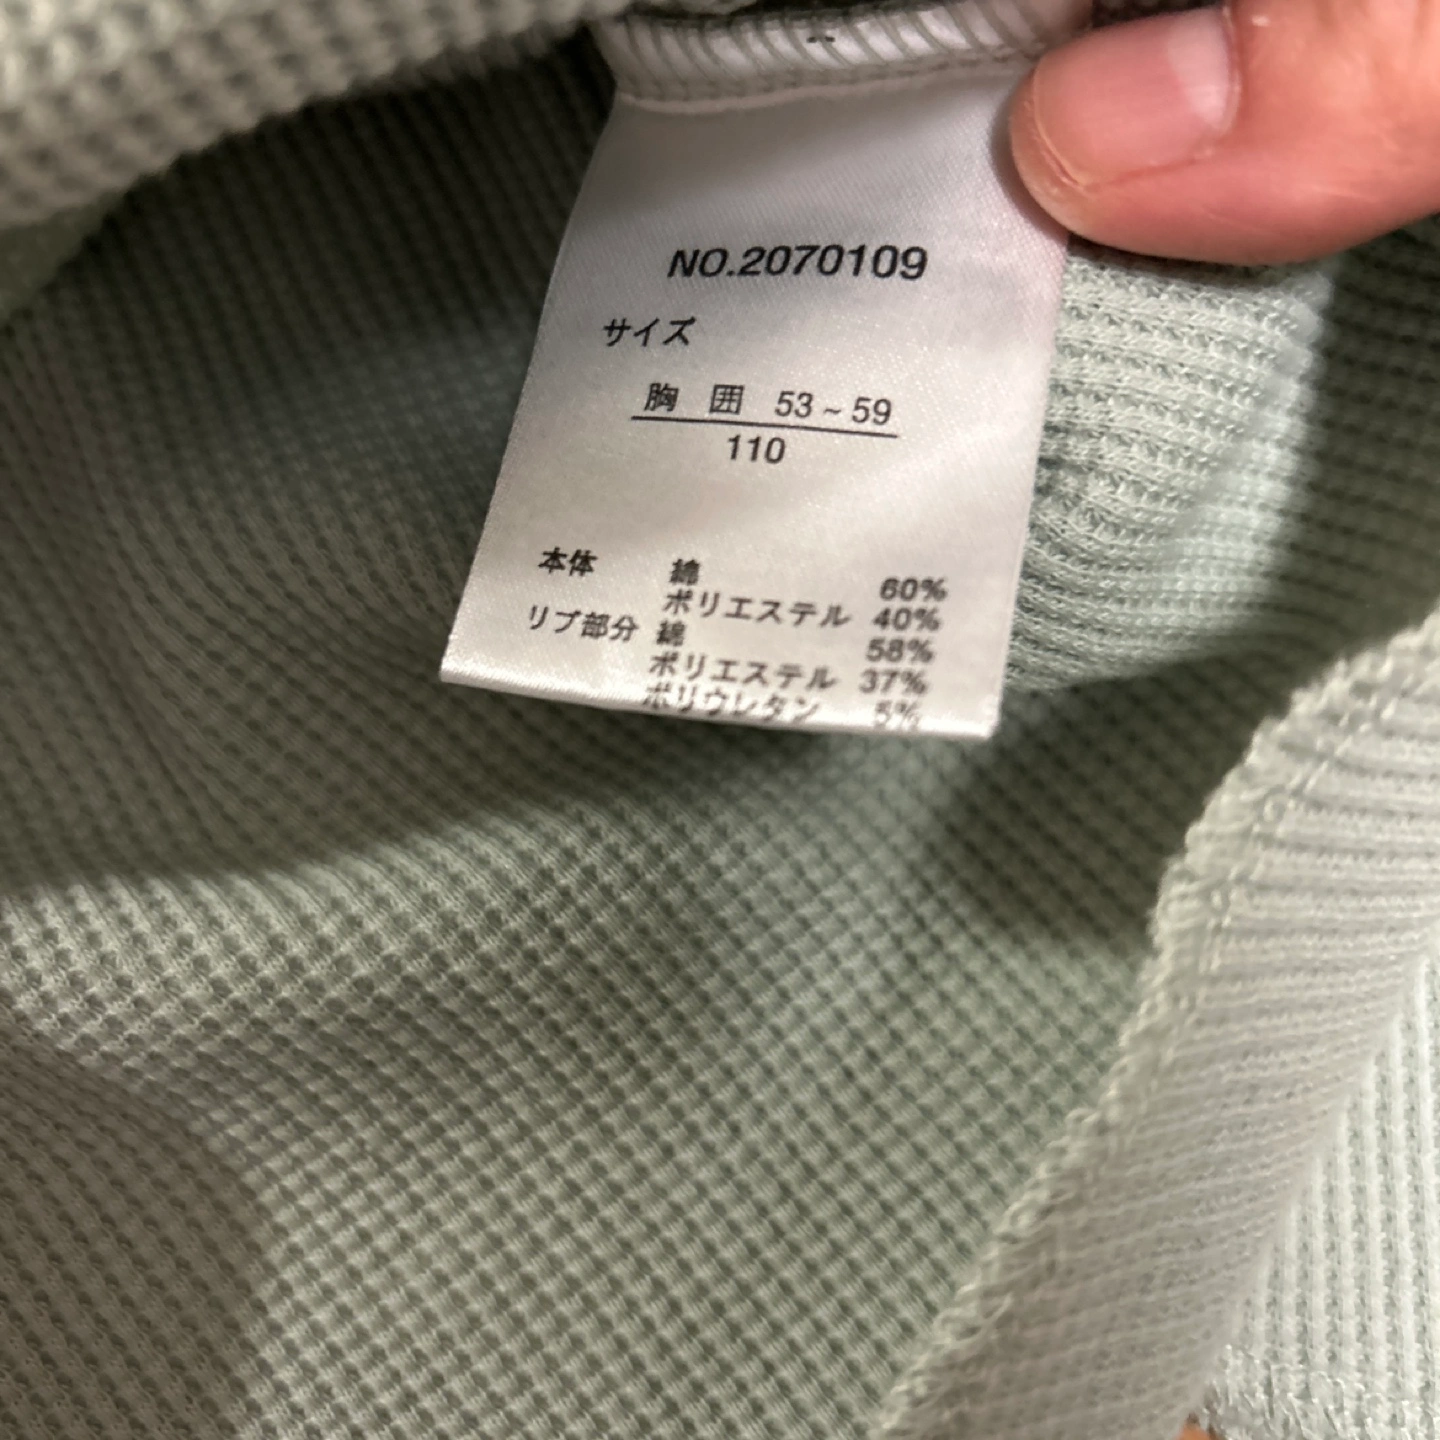 NO.2070109
サイズ
胸 囲 53~59
110
本体 綿 60%
ポリエステル 40%
リブ部分 綿 58%
ポリエステル 37%
ポリウレタン 5%